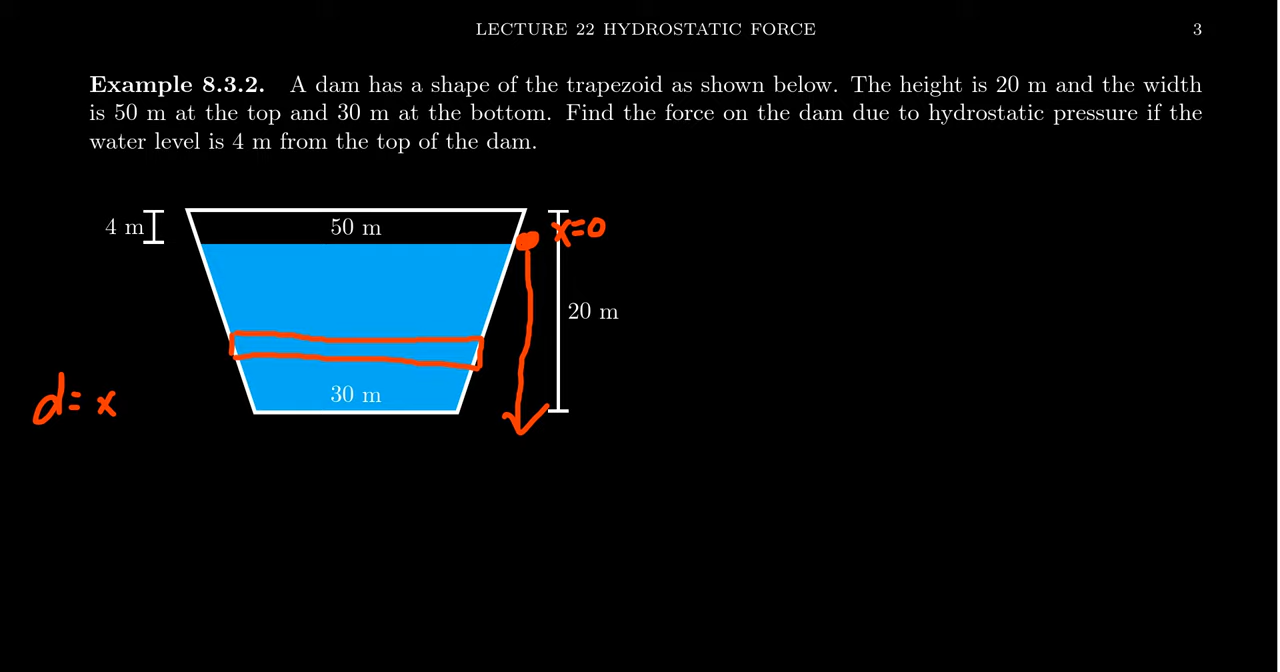 LECTURE 22 HYDROSTATIC FORCE 3
Example 8.3.2. A dam has a shape of the trapezoid as shown below. The height is 20 m and the width
is 50 m at the top and 30 m at the bottom. Find the force on the dam due to hydrostatic pressure if the
water level is 4 m from the top of the dam.
4 m 50 m x=0
20 m
30 m
d= x